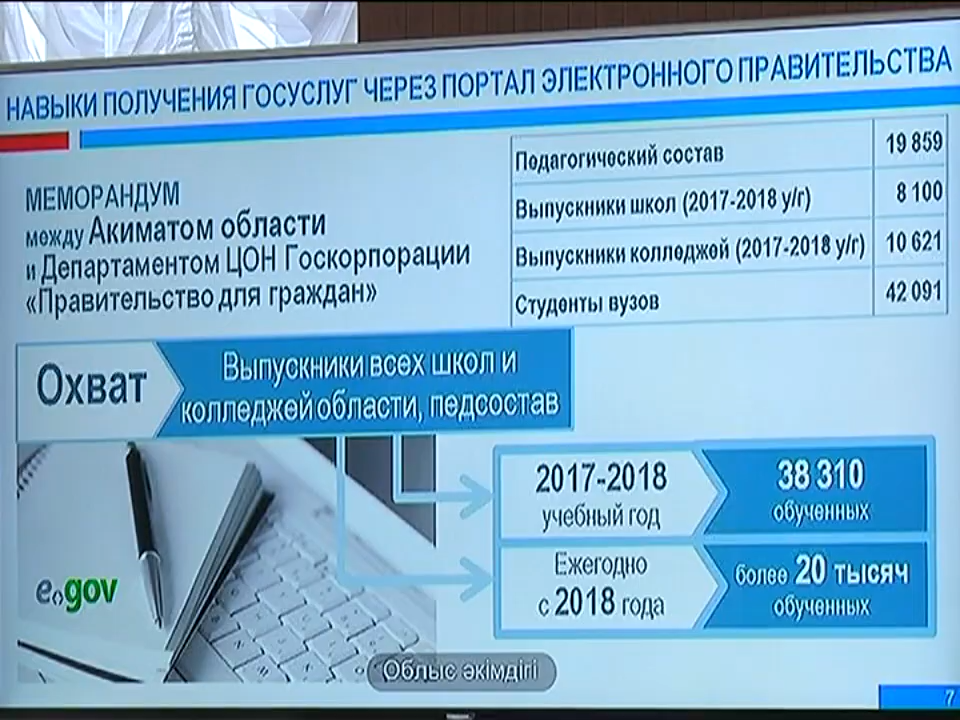 НАВЫКИ ПОЛУЧЕНИЯ ГОСУСЛУГ ЧЕРЕЗ ПОРТАЛ ЭЛЕКТРОННОГО ПРАВИТЕЛЬСТВА
МЕМОРАНДУМ
между Акиматом области
и Департаментом ЦОН Госкорпорации
«Правительство для граждан»
Педагогический состав 19 859
Выпускники школ (2017-2018 у/г) 8 100
Выпускники колледжей (2017-2018 у/г) 10 621
Студенты вузов 42 091
Охват
Выпускники всех школ и
колледжей области, педсостав
2017-2018
учебный год
38 310
обученных
Ежегодно
с 2018 года
более 20 тысяч
обученных
e.gov
Облыс әкімдігі
7